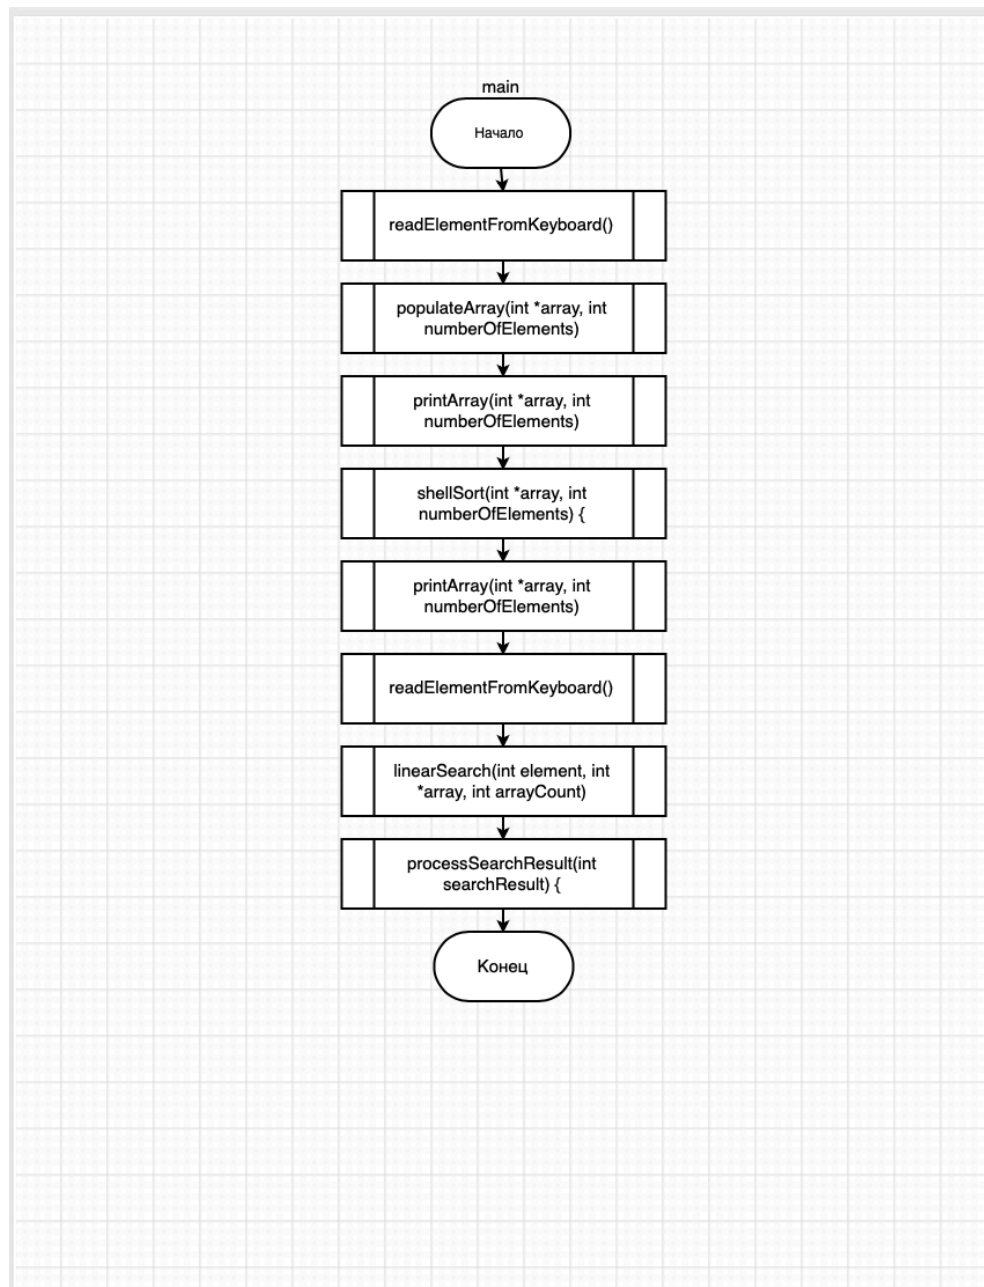 main
Начало
readElementFromKeyboard()
populateArray(int *array, int
numberOfElements)
printArray(int *array, int
numberOfElements)
shellSort(int *array, int
numberOfElements) {
printArray(int *array, int
numberOfElements)
readElementFromKeyboard()
linearSearch(int element, int
*array, int arrayCount)
processSearchResult(int
searchResult) {
Конец